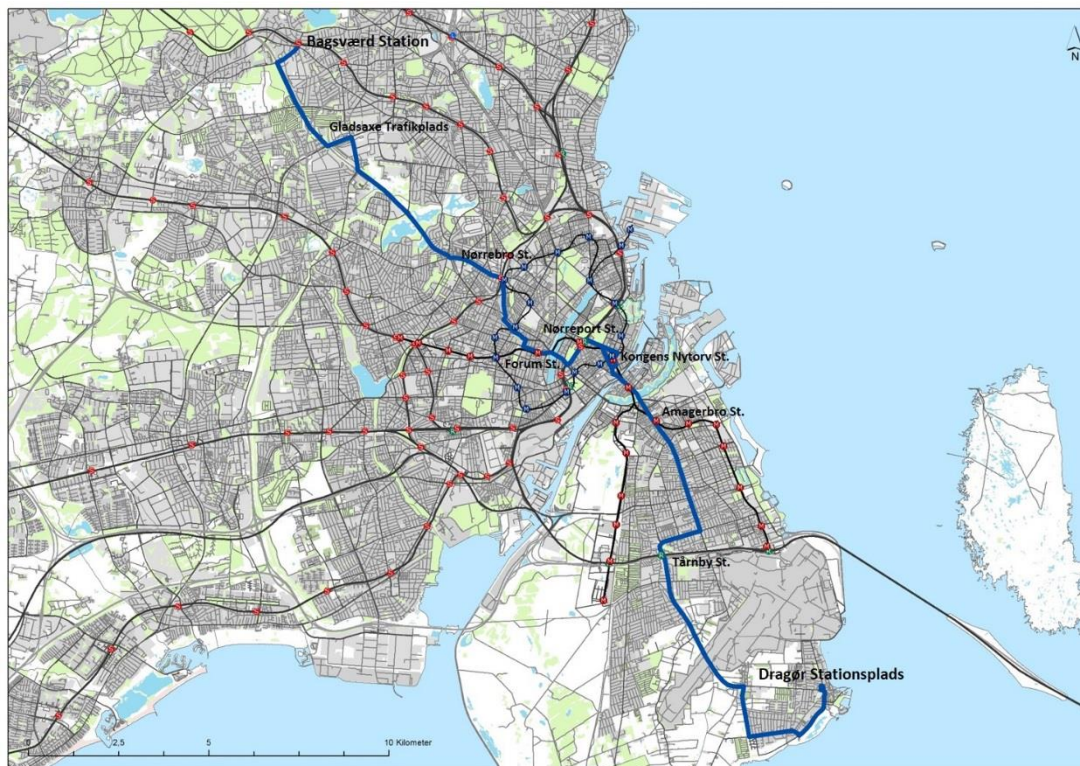 Bagsværd Station
N
Gladsaxe Trafikplads
Nørrebro St.
Nørreport St.
Forum St.
Kongens Nytorv St.
Amagerbro St.
Tårnby St.
Dragør Stationsplads
0 2,5 5 10 Kilometer